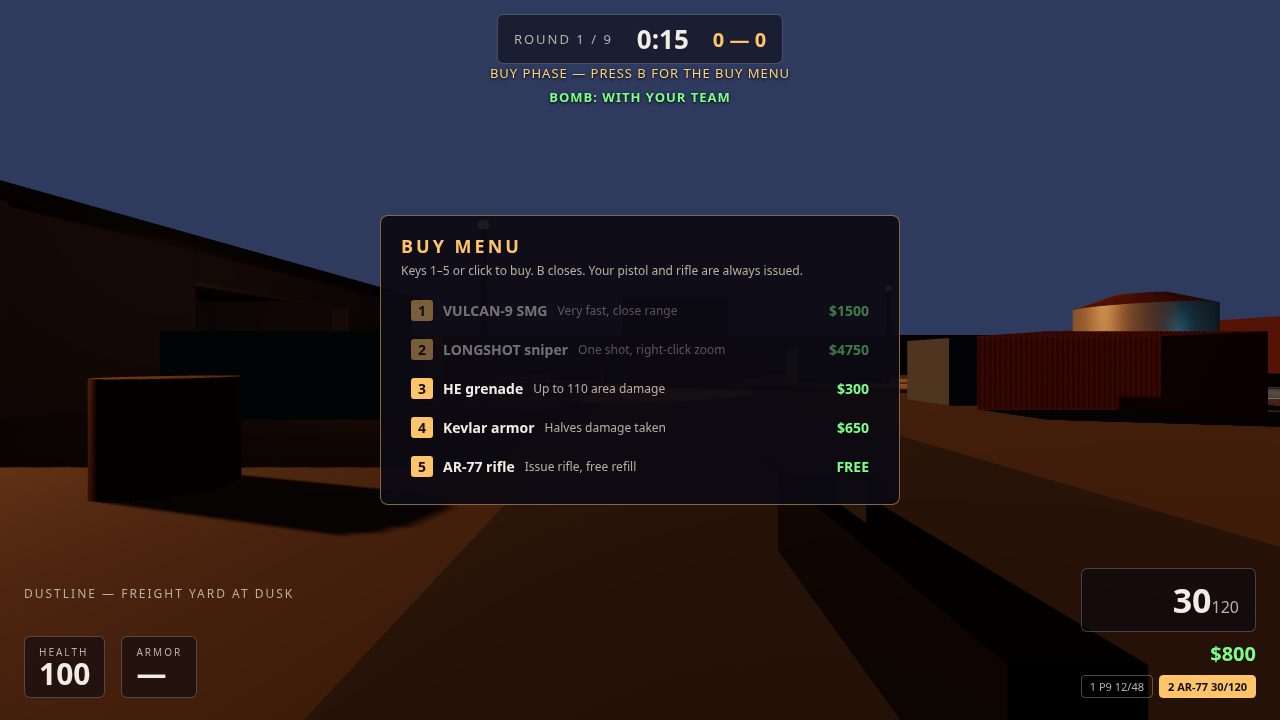 ROUND 1 / 9 0:15 0 — 0
BUY PHASE — PRESS B FOR THE BUY MENU
BOMB: WITH YOUR TEAM
BUY MENU
Keys 1–5 or click to buy. B closes. Your pistol and rifle are always issued.
1 VULCAN-9 SMG Very fast, close range $1500
2 LONGSHOT sniper One shot, right-click zoom $4750
3 HE grenade Up to 110 area damage $300
4 Kevlar armor Halves damage taken $650
5 AR-77 rifle Issue rifle, free refill FREE
DUSTLINE — FREIGHT YARD AT DUSK
HEALTH
100
ARMOR
—
30120
$800
1 P9 12/48
2 AR-77 30/120